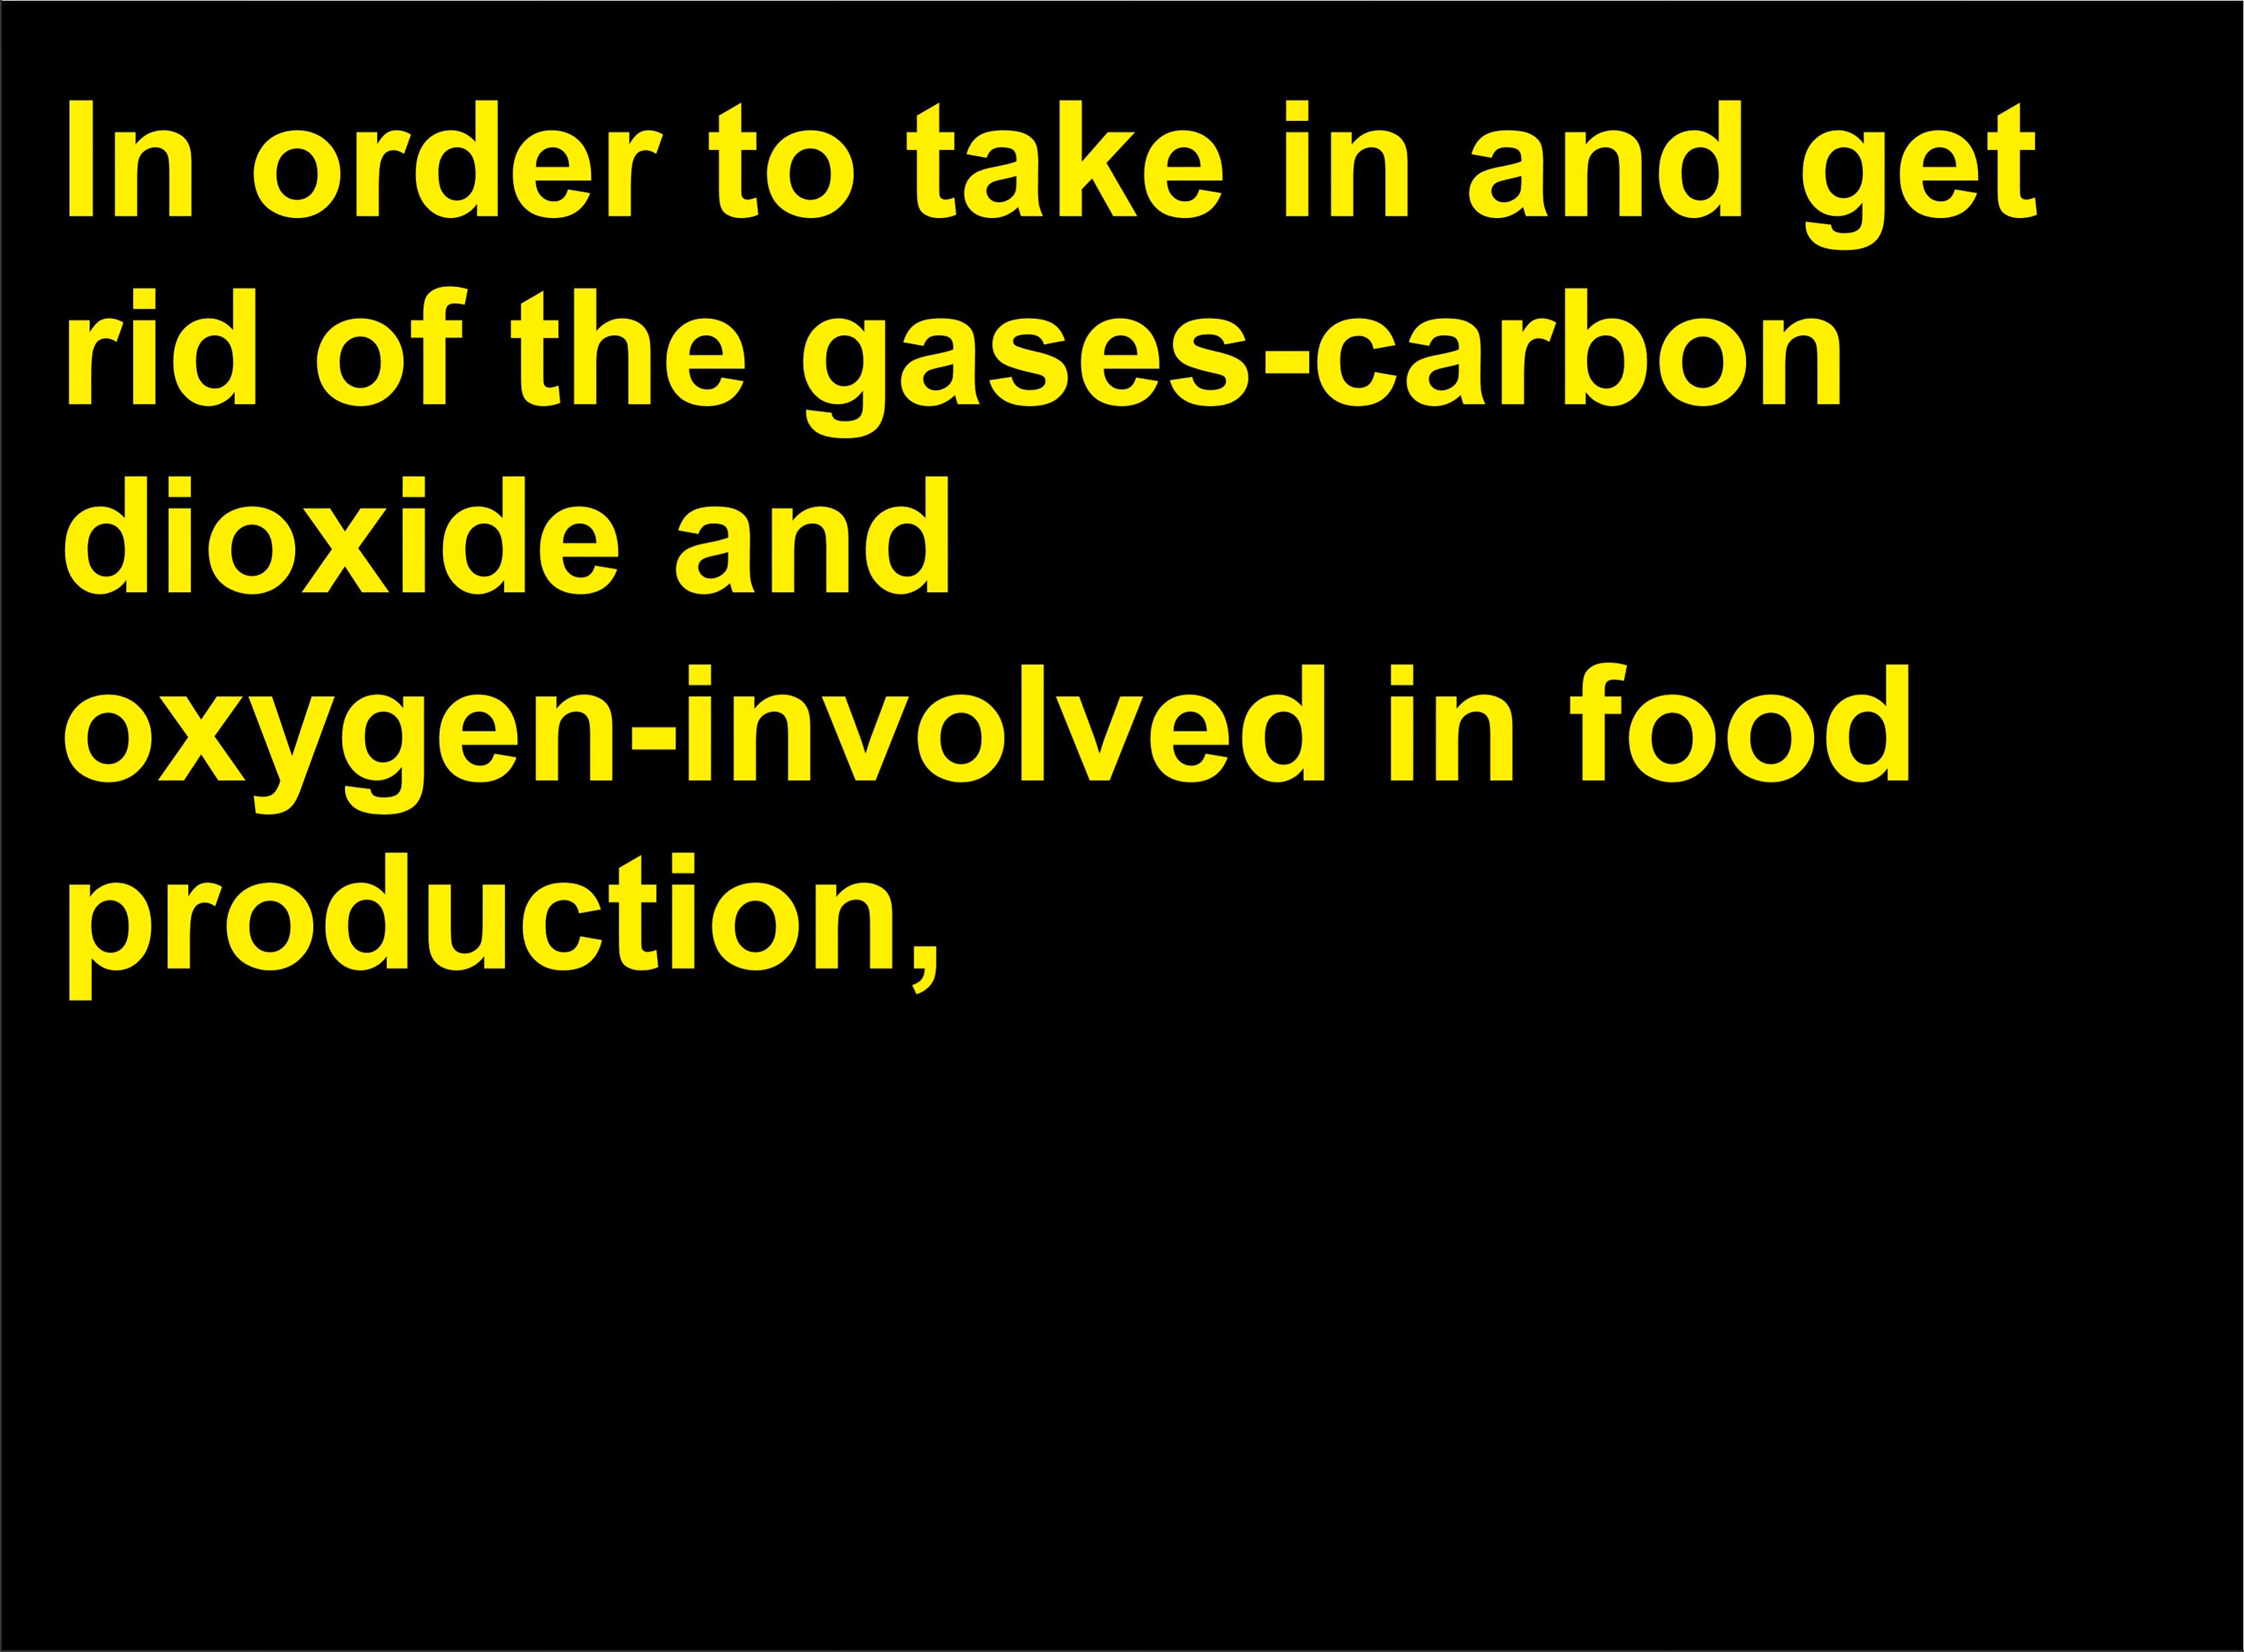 In order to take in and get
rid of the gases-carbon
dioxide and
oxygen-involved in food
production,